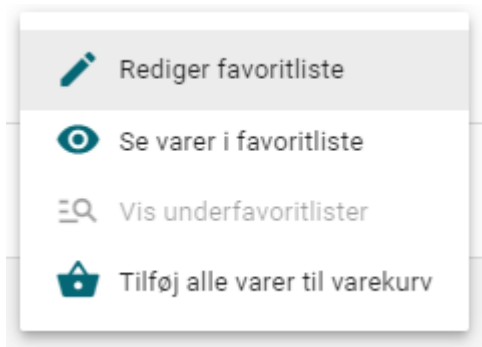 Rediger favoritliste
Se varer i favoritliste
Vis underfavoritlister
Tilføj alle varer til varekurv